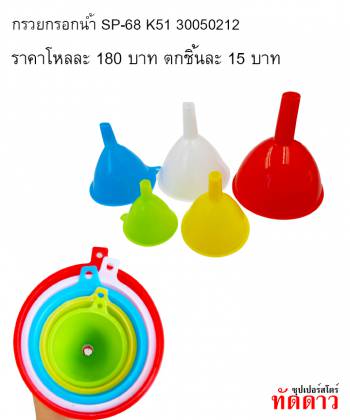 กรวยกรอกน้ำ SP-68 K51 30050212
ราคาโหลละ 180 บาท ตกชิ้นละ 15 บาท
ซุปเปอร์สโตร์
ทัดดาว